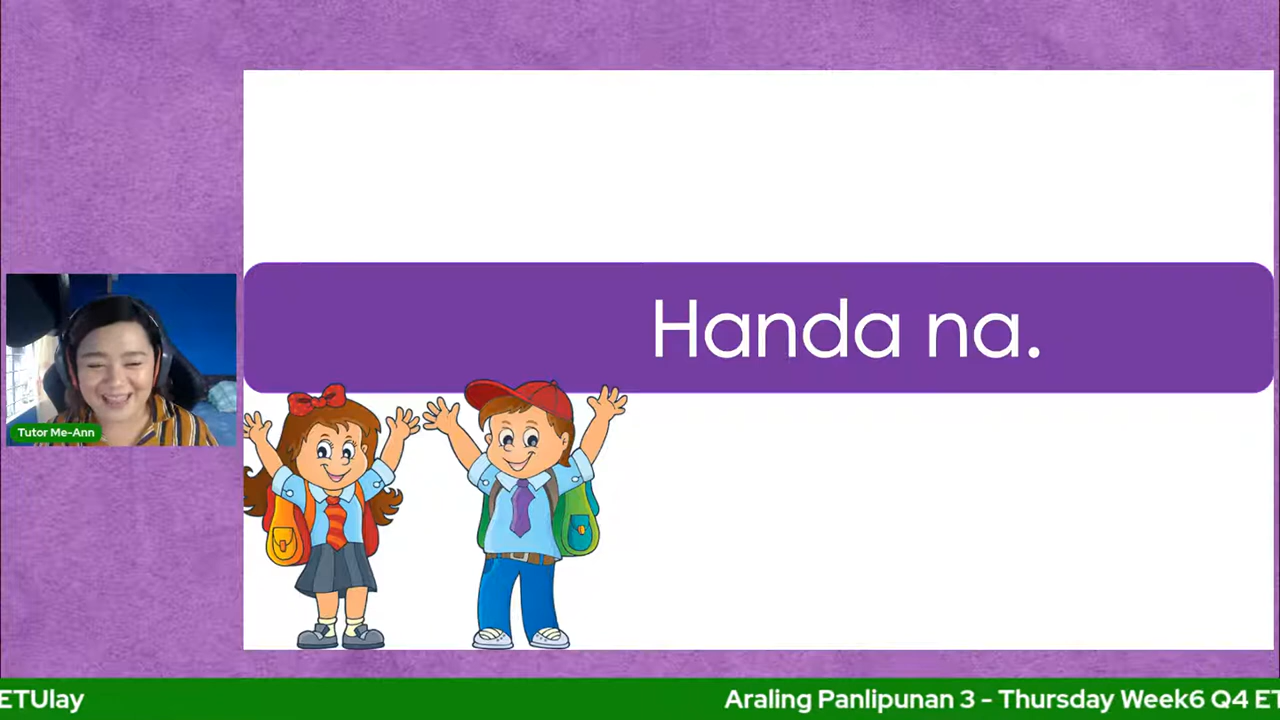 Handa na.
Tutor Me-Ann
ETUlay
Araling Panlipunan 3 - Thursday Week6 Q4 ET